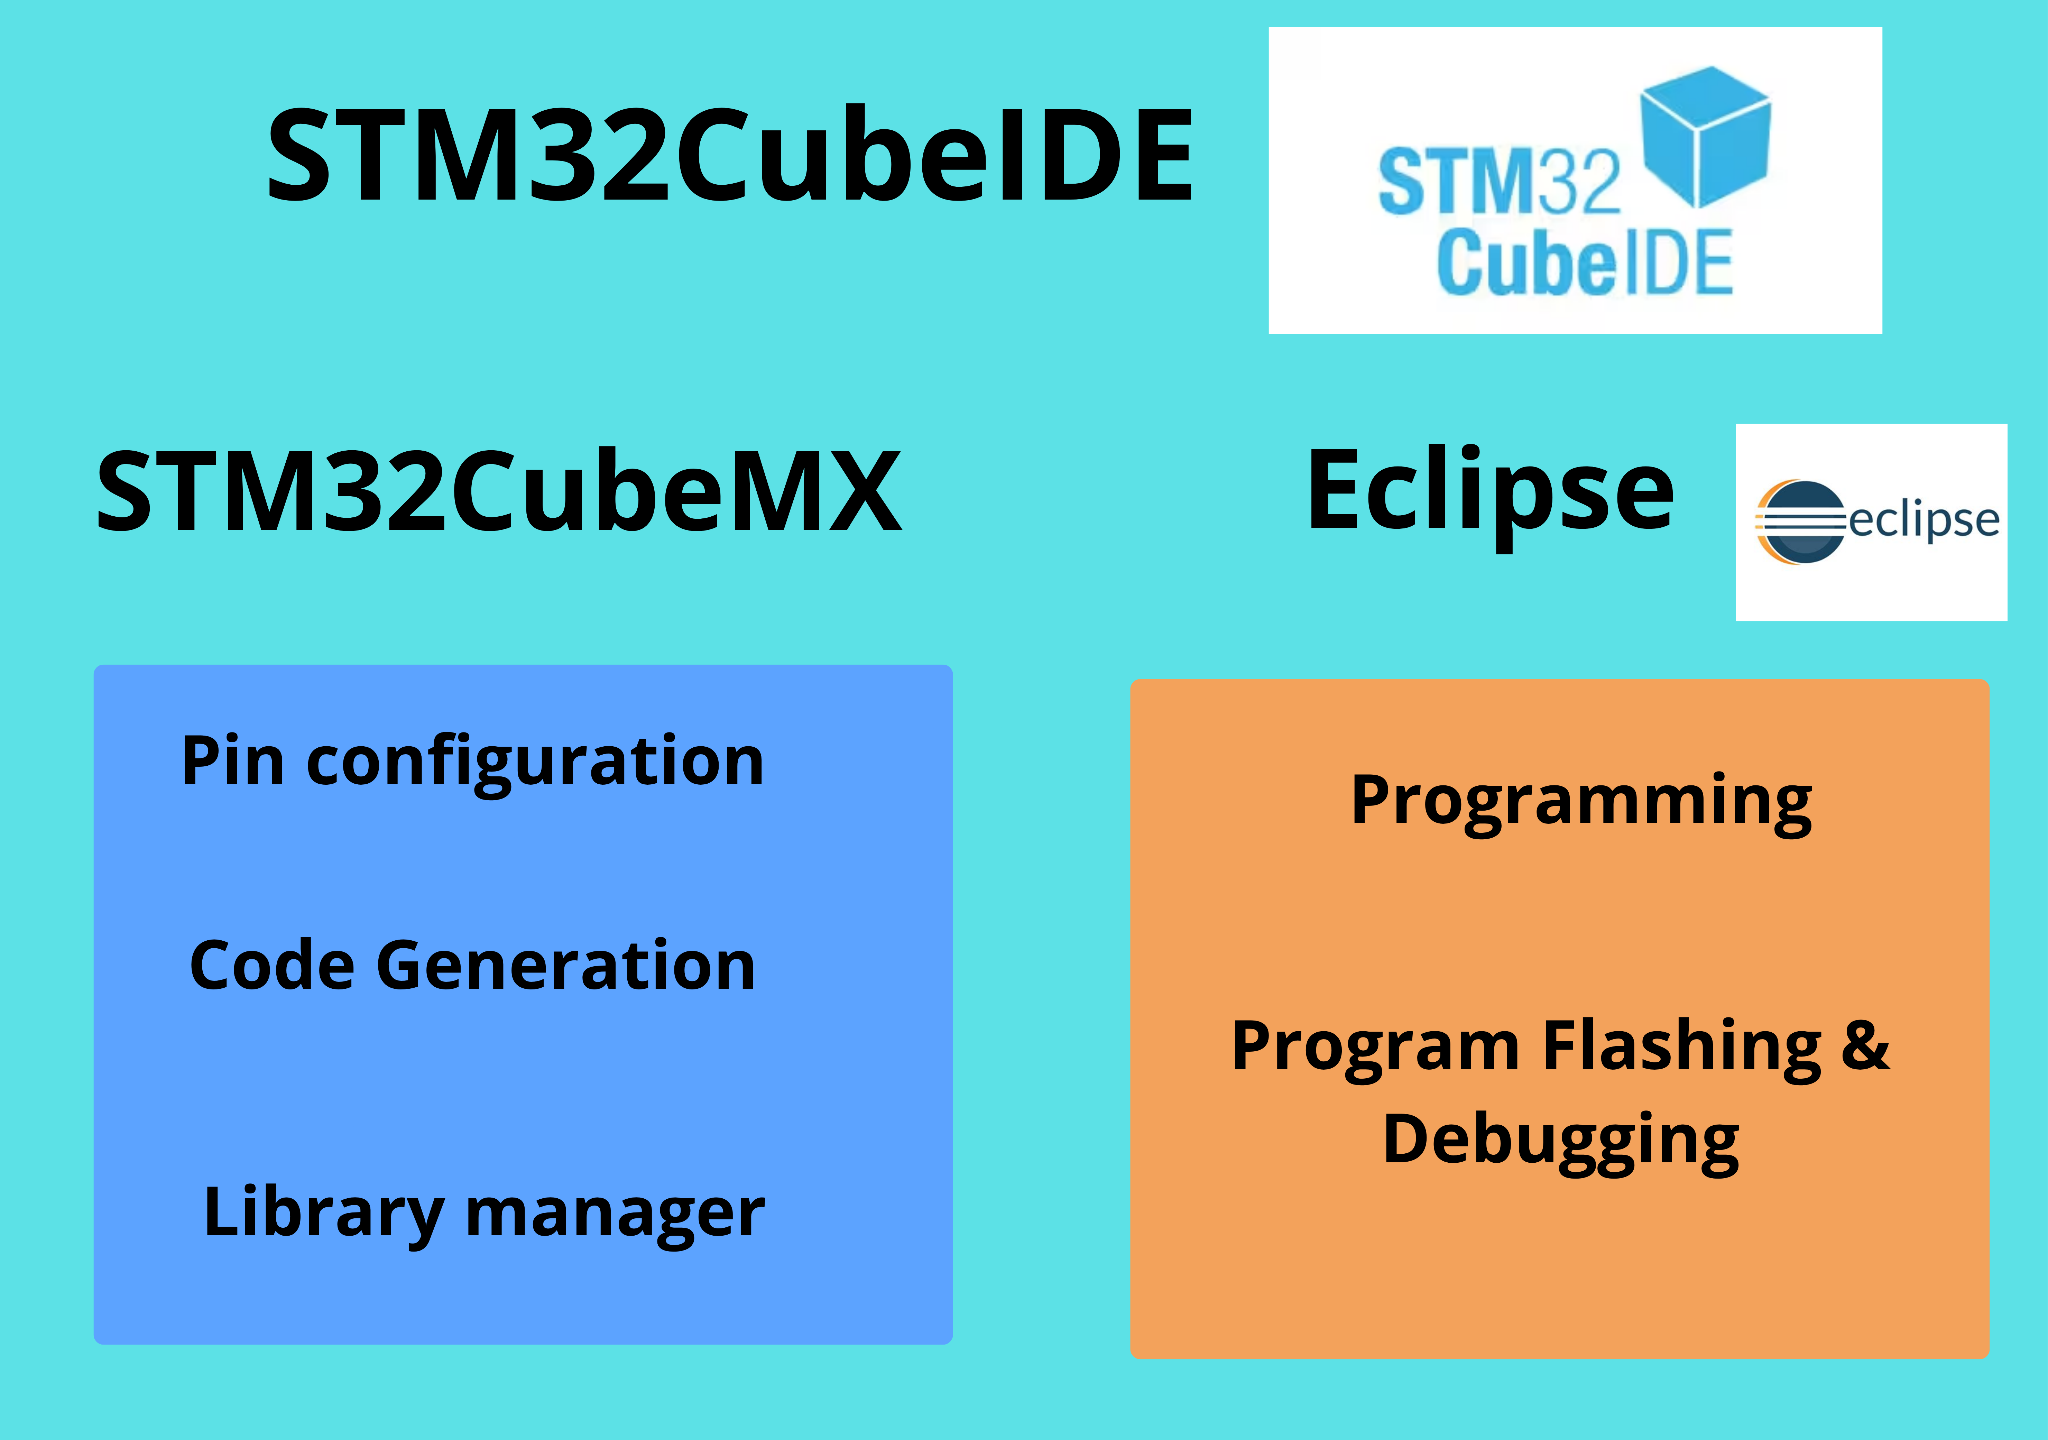 STM32CubeIDE
STM32
CubeIDE
STM32CubeMX
Eclipse
eclipse
Pin configuration
Code Generation
Library manager
Programming
Program Flashing &
Debugging